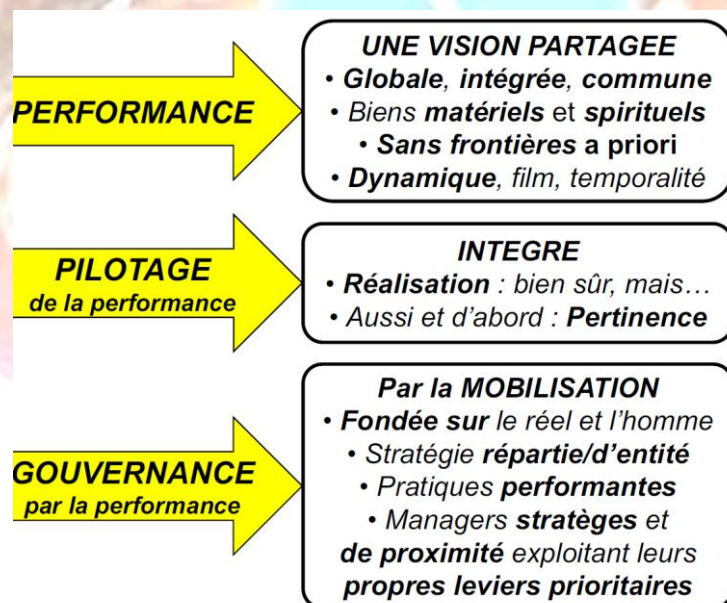 PERFORMANCE
UNE VISION PARTAGEE
• Globale, intégrée, commune
• Biens matériels et spirituels
• Sans frontières a priori
• Dynamique, film, temporalité
PILOTAGE
de la performance
INTEGRE
• Réalisation : bien sûr, mais…
• Aussi et d’abord : Pertinence
GOUVERNANCE
par la performance
Par la MOBILISATION
• Fondée sur le réel et l’homme
• Stratégie répartie/d’entité
• Pratiques performantes
• Managers stratèges et
de proximité exploitant leurs
propres leviers prioritaires